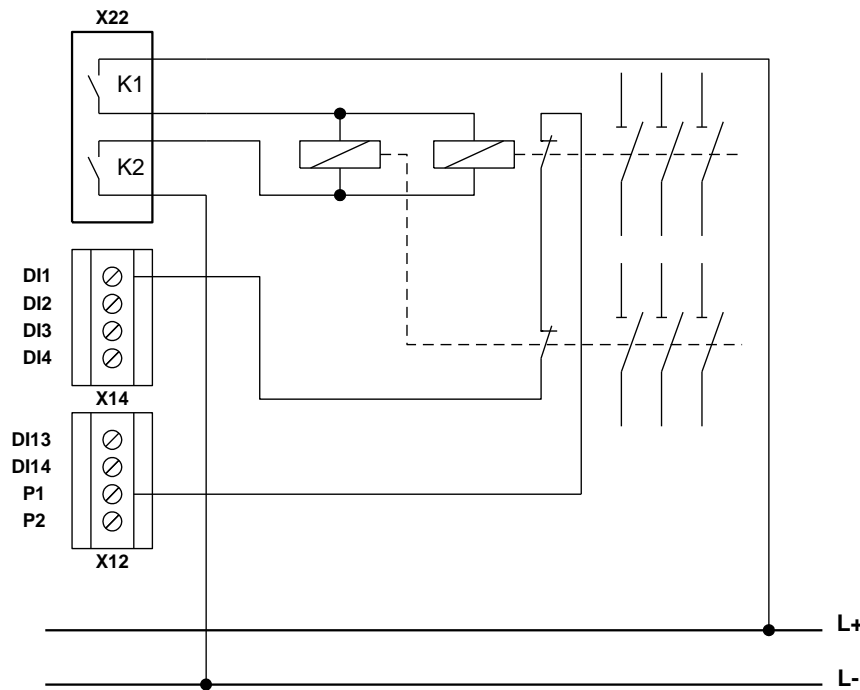 X22
K1
K2
DI1
DI2
DI3
DI4
X14
DI13
DI14
P1
P2
X12
L+
L-